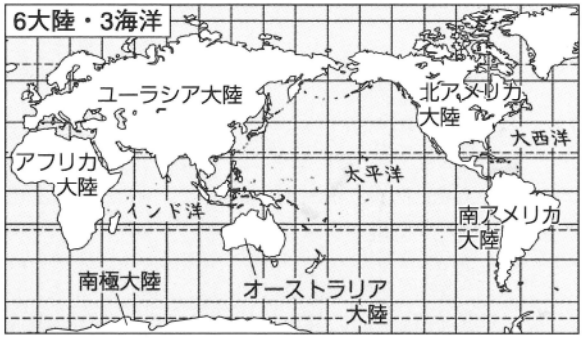 6大陸・3海洋
ユーラシア大陸
北アメリカ
大陸
大西洋
アフリカ
大陸
太平洋
インド洋
南アメリカ
大陸
南極大陸
オーストラリア
大陸